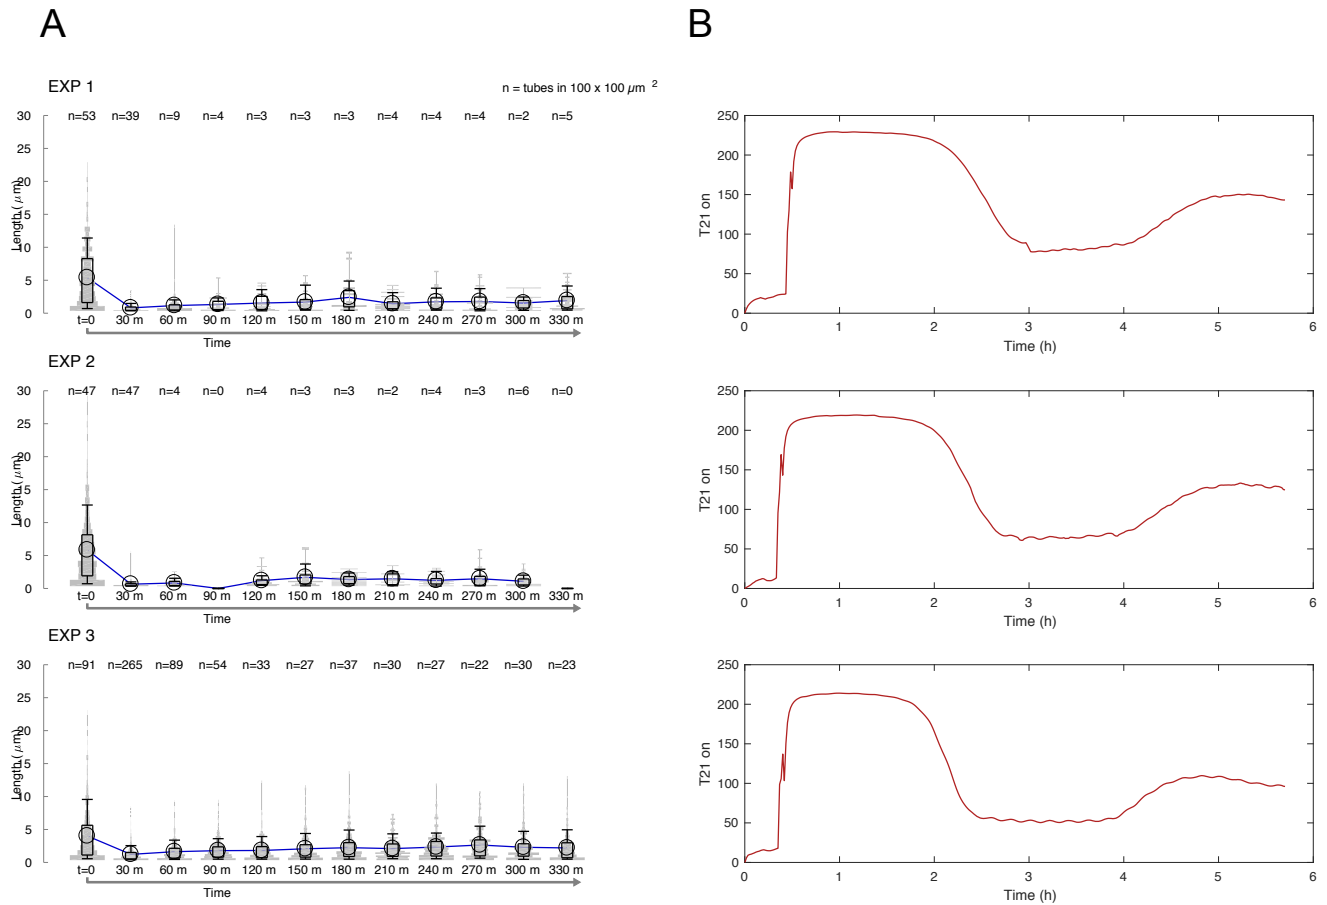 A
B
EXP 1
n = tubes in 100 x 100 µm 2
30 n=53 n=39 n=9 n=4 n=3 n=3 n=3 n=4 n=4 n=4 n=2 n=5
25
20
15
10
5
0
Length ( µm)
t=0 30 m 60 m 90 m 120 m 150 m 180 m 210 m 240 m 270 m 300 m 330 m
Time
250
200
150
100
50
0
T21 on
0 1 2 3 4 5 6
Time (h)
EXP 2
30 n=47 n=47 n=4 n=0 n=4 n=3 n=3 n=2 n=4 n=3 n=6 n=0
25
20
15
10
5
0
Length ( µm)
t=0 30 m 60 m 90 m 120 m 150 m 180 m 210 m 240 m 270 m 300 m 330 m
Time
250
200
150
100
50
0
T21 on
0 1 2 3 4 5 6
Time (h)
EXP 3
30 n=91 n=265 n=89 n=54 n=33 n=27 n=37 n=30 n=27 n=22 n=30 n=23
25
20
15
10
5
0
Length ( µm)
t=0 30 m 60 m 90 m 120 m 150 m 180 m 210 m 240 m 270 m 300 m 330 m
Time
250
200
150
100
50
0
T21 on
0 1 2 3 4 5 6
Time (h)